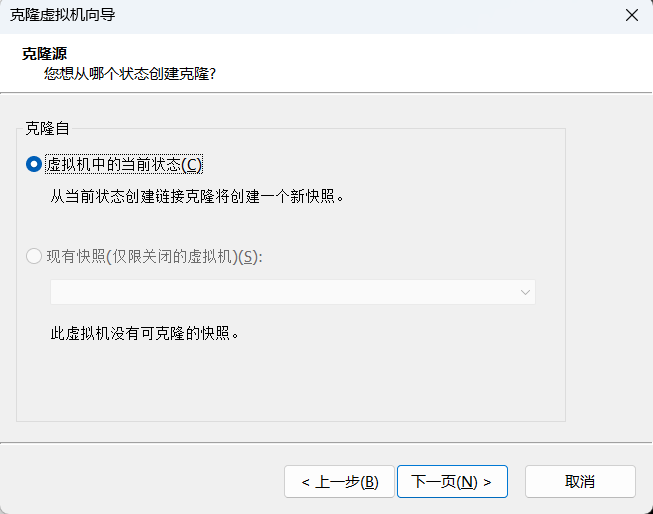 克隆虚拟机向导
克隆源
您想从哪个状态创建克隆?
克隆自
虚拟机中的当前状态(C)
从当前状态创建链接克隆将创建一个新快照。
现有快照(仅限关闭的虚拟机)(S):
此虚拟机没有可克隆的快照。
< 上一步(B) 下一页(N) > 取消